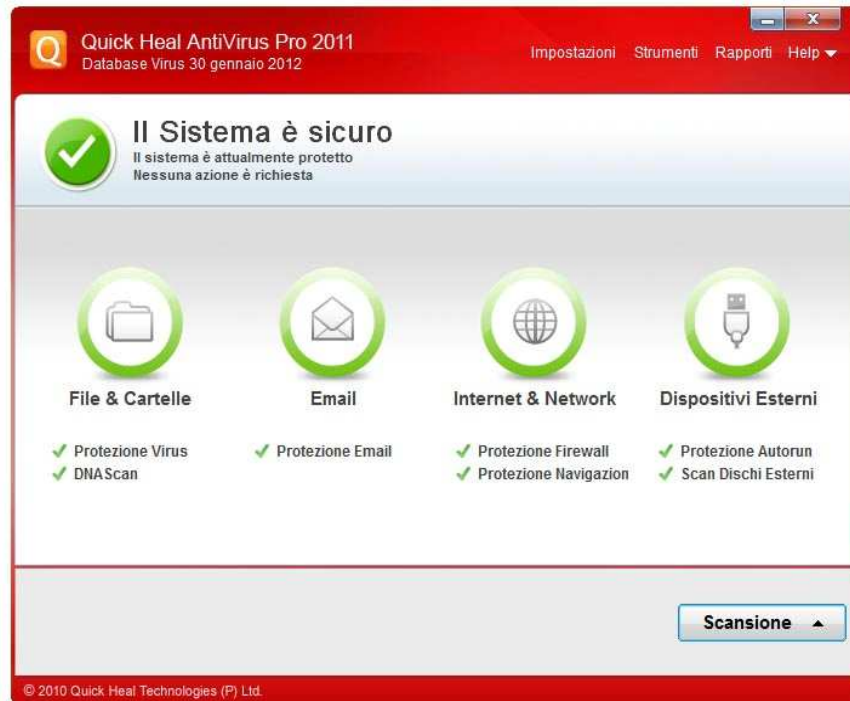 Quick Heal AntiVirus Pro 2011
Database Virus 30 gennaio 2012
Impostazioni Strumenti Rapporti Help
Il Sistema è sicuro
Il sistema è attualmente protetto
Nessuna azione è richiesta
File & Cartelle
Protezione Virus
DNAScan
Email
Protezione Email
Internet & Network
Protezione Firewall
Protezione Navigazion
Dispositivi Esterni
Protezione Autorun
Scan Dischi Esterni
Scansione
© 2010 Quick Heal Technologies (P) Ltd.